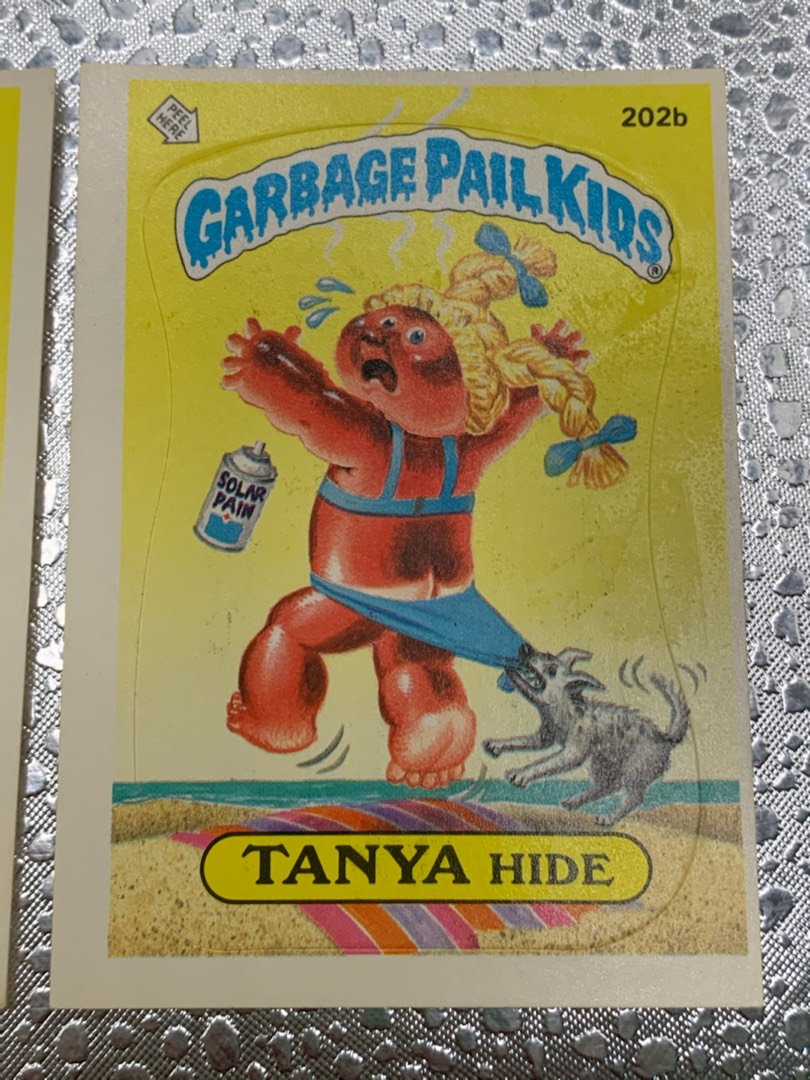 PEEL
HERE
202b
GARBAGE PAIL KIDS®
SOLAR
PAIN
TANYA HIDE